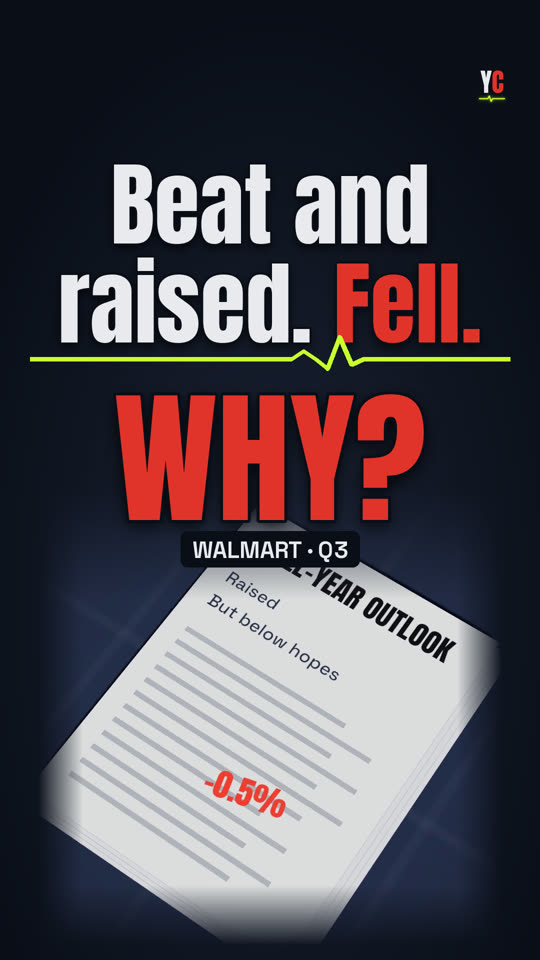 YC
Beat and
raised. Fell.
WHY?
WALMART · Q3
-YEAR OUTLOOK
Raised
But below hopes
-0.5%